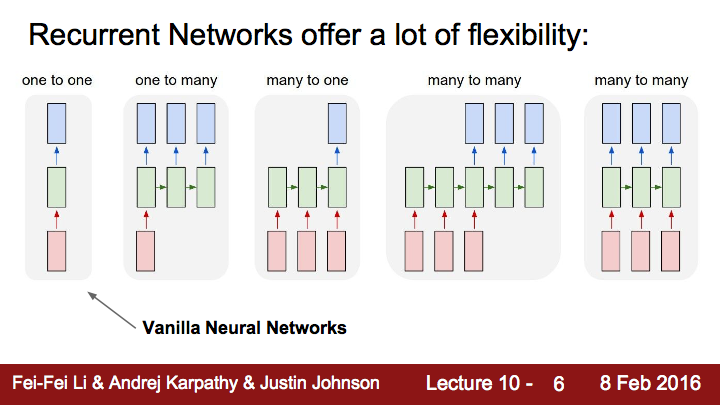 Recurrent Networks offer a lot of flexibility:
one to one one to many many to one many to many many to many
Vanilla Neural Networks
Fei-Fei Li & Andrej Karpathy & Justin Johnson Lecture 10 - 6 8 Feb 2016